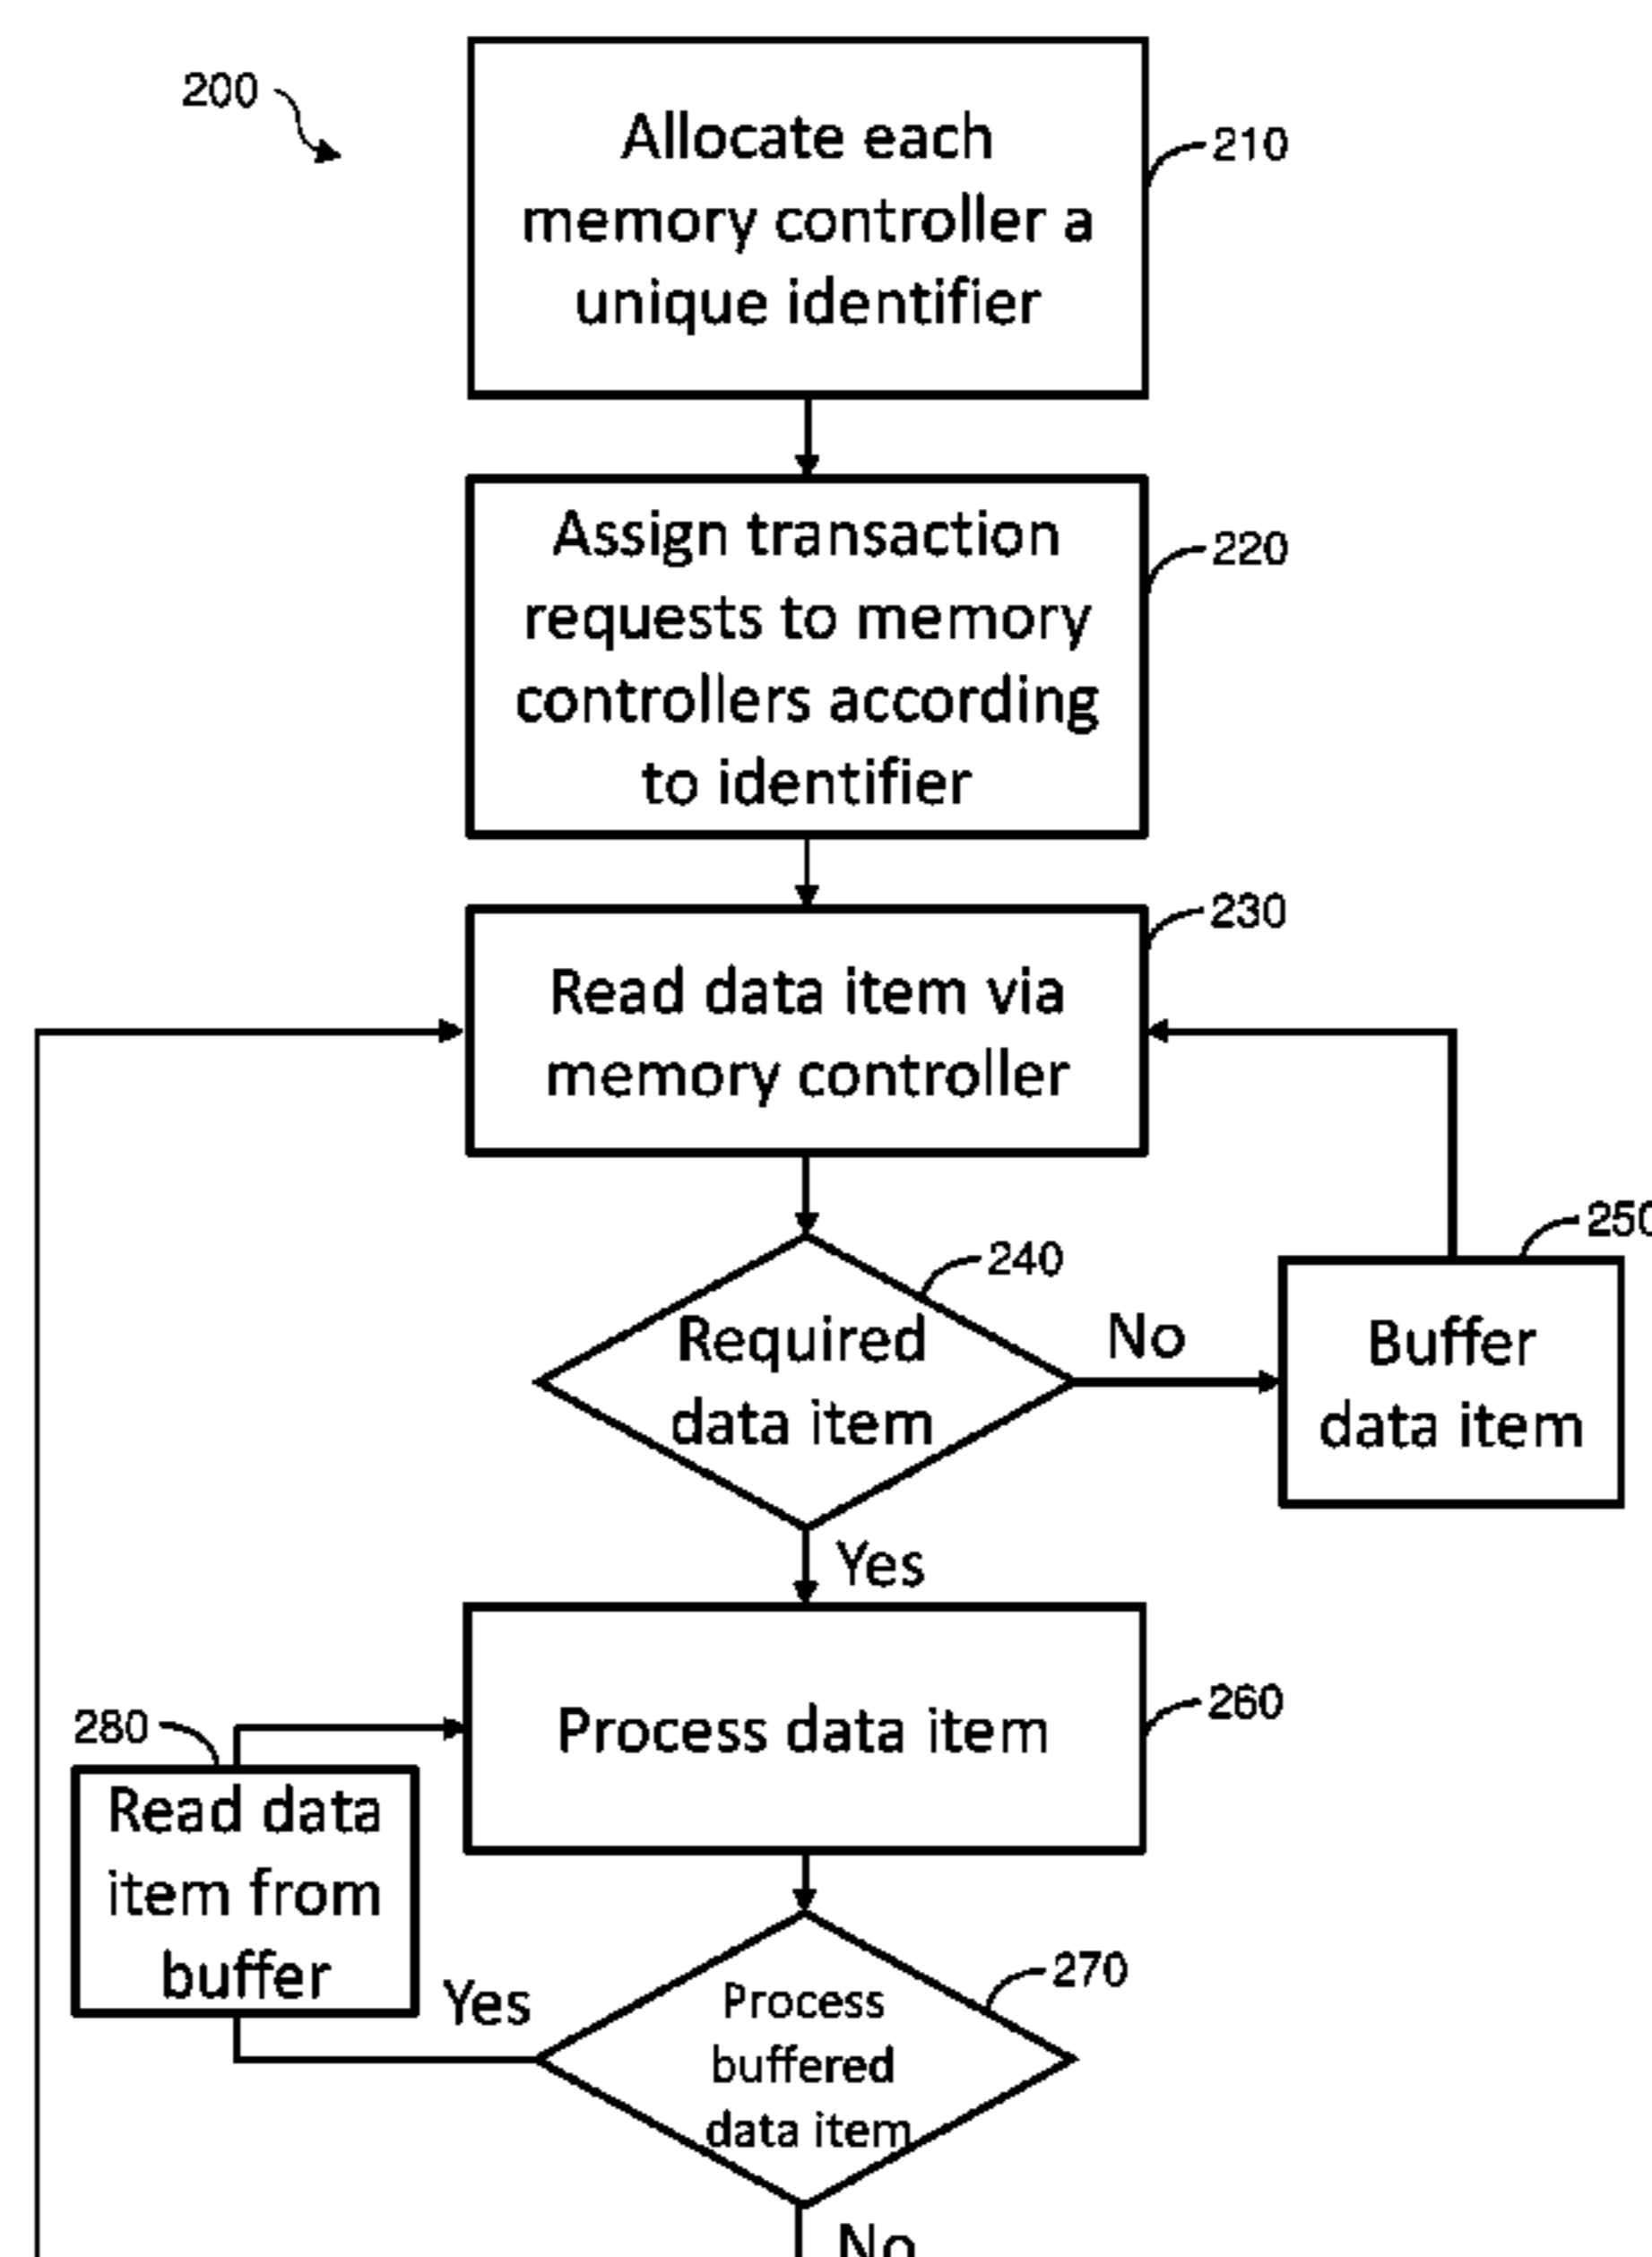 200
Allocate each
memory controller a
unique identifier
210
Assign transaction
requests to memory
controllers according
to identifier
220
230
Read data item via
memory controller
240
250
Required
data item
No
Buffer
data item
Yes
Process data item
260
280
Read data
item from
buffer
Yes
270
Process
buffered
data item
No